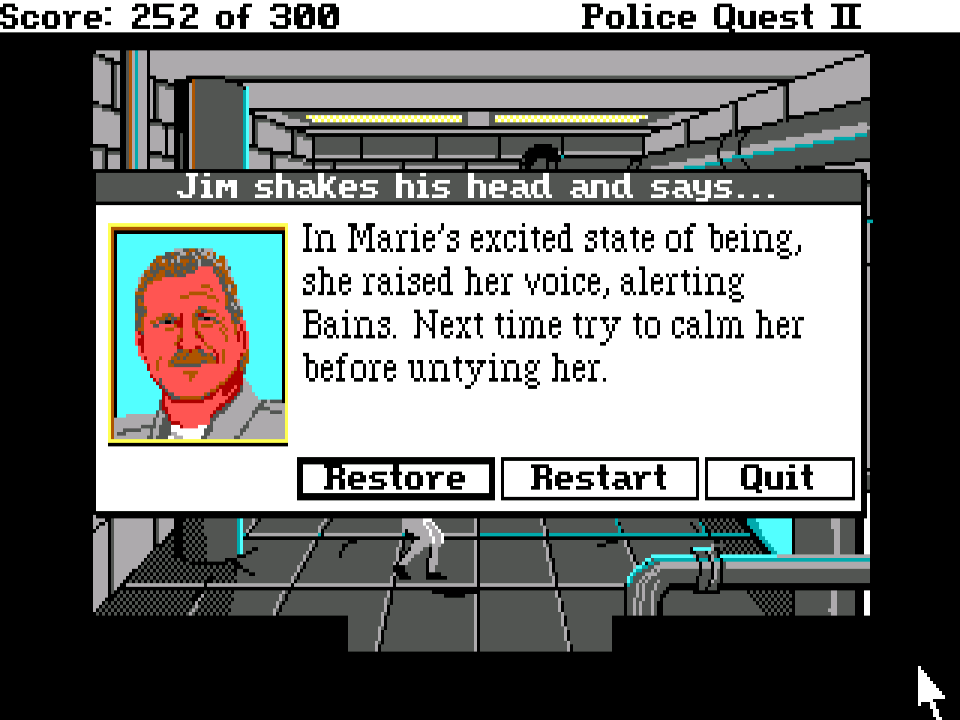 Score: 252 of 300 Police Quest II
Jim shakes his head and says...
In Marie's excited state of being,
she raised her voice, alerting
Bains. Next time try to calm her
before untying her.
Restore Restart Quit